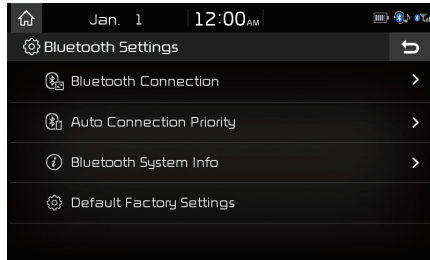 Jan. 1 12:00AM
Bluetooth Settings
Bluetooth Connection
Auto Connection Priority
Bluetooth System Info
Default Factory Settings